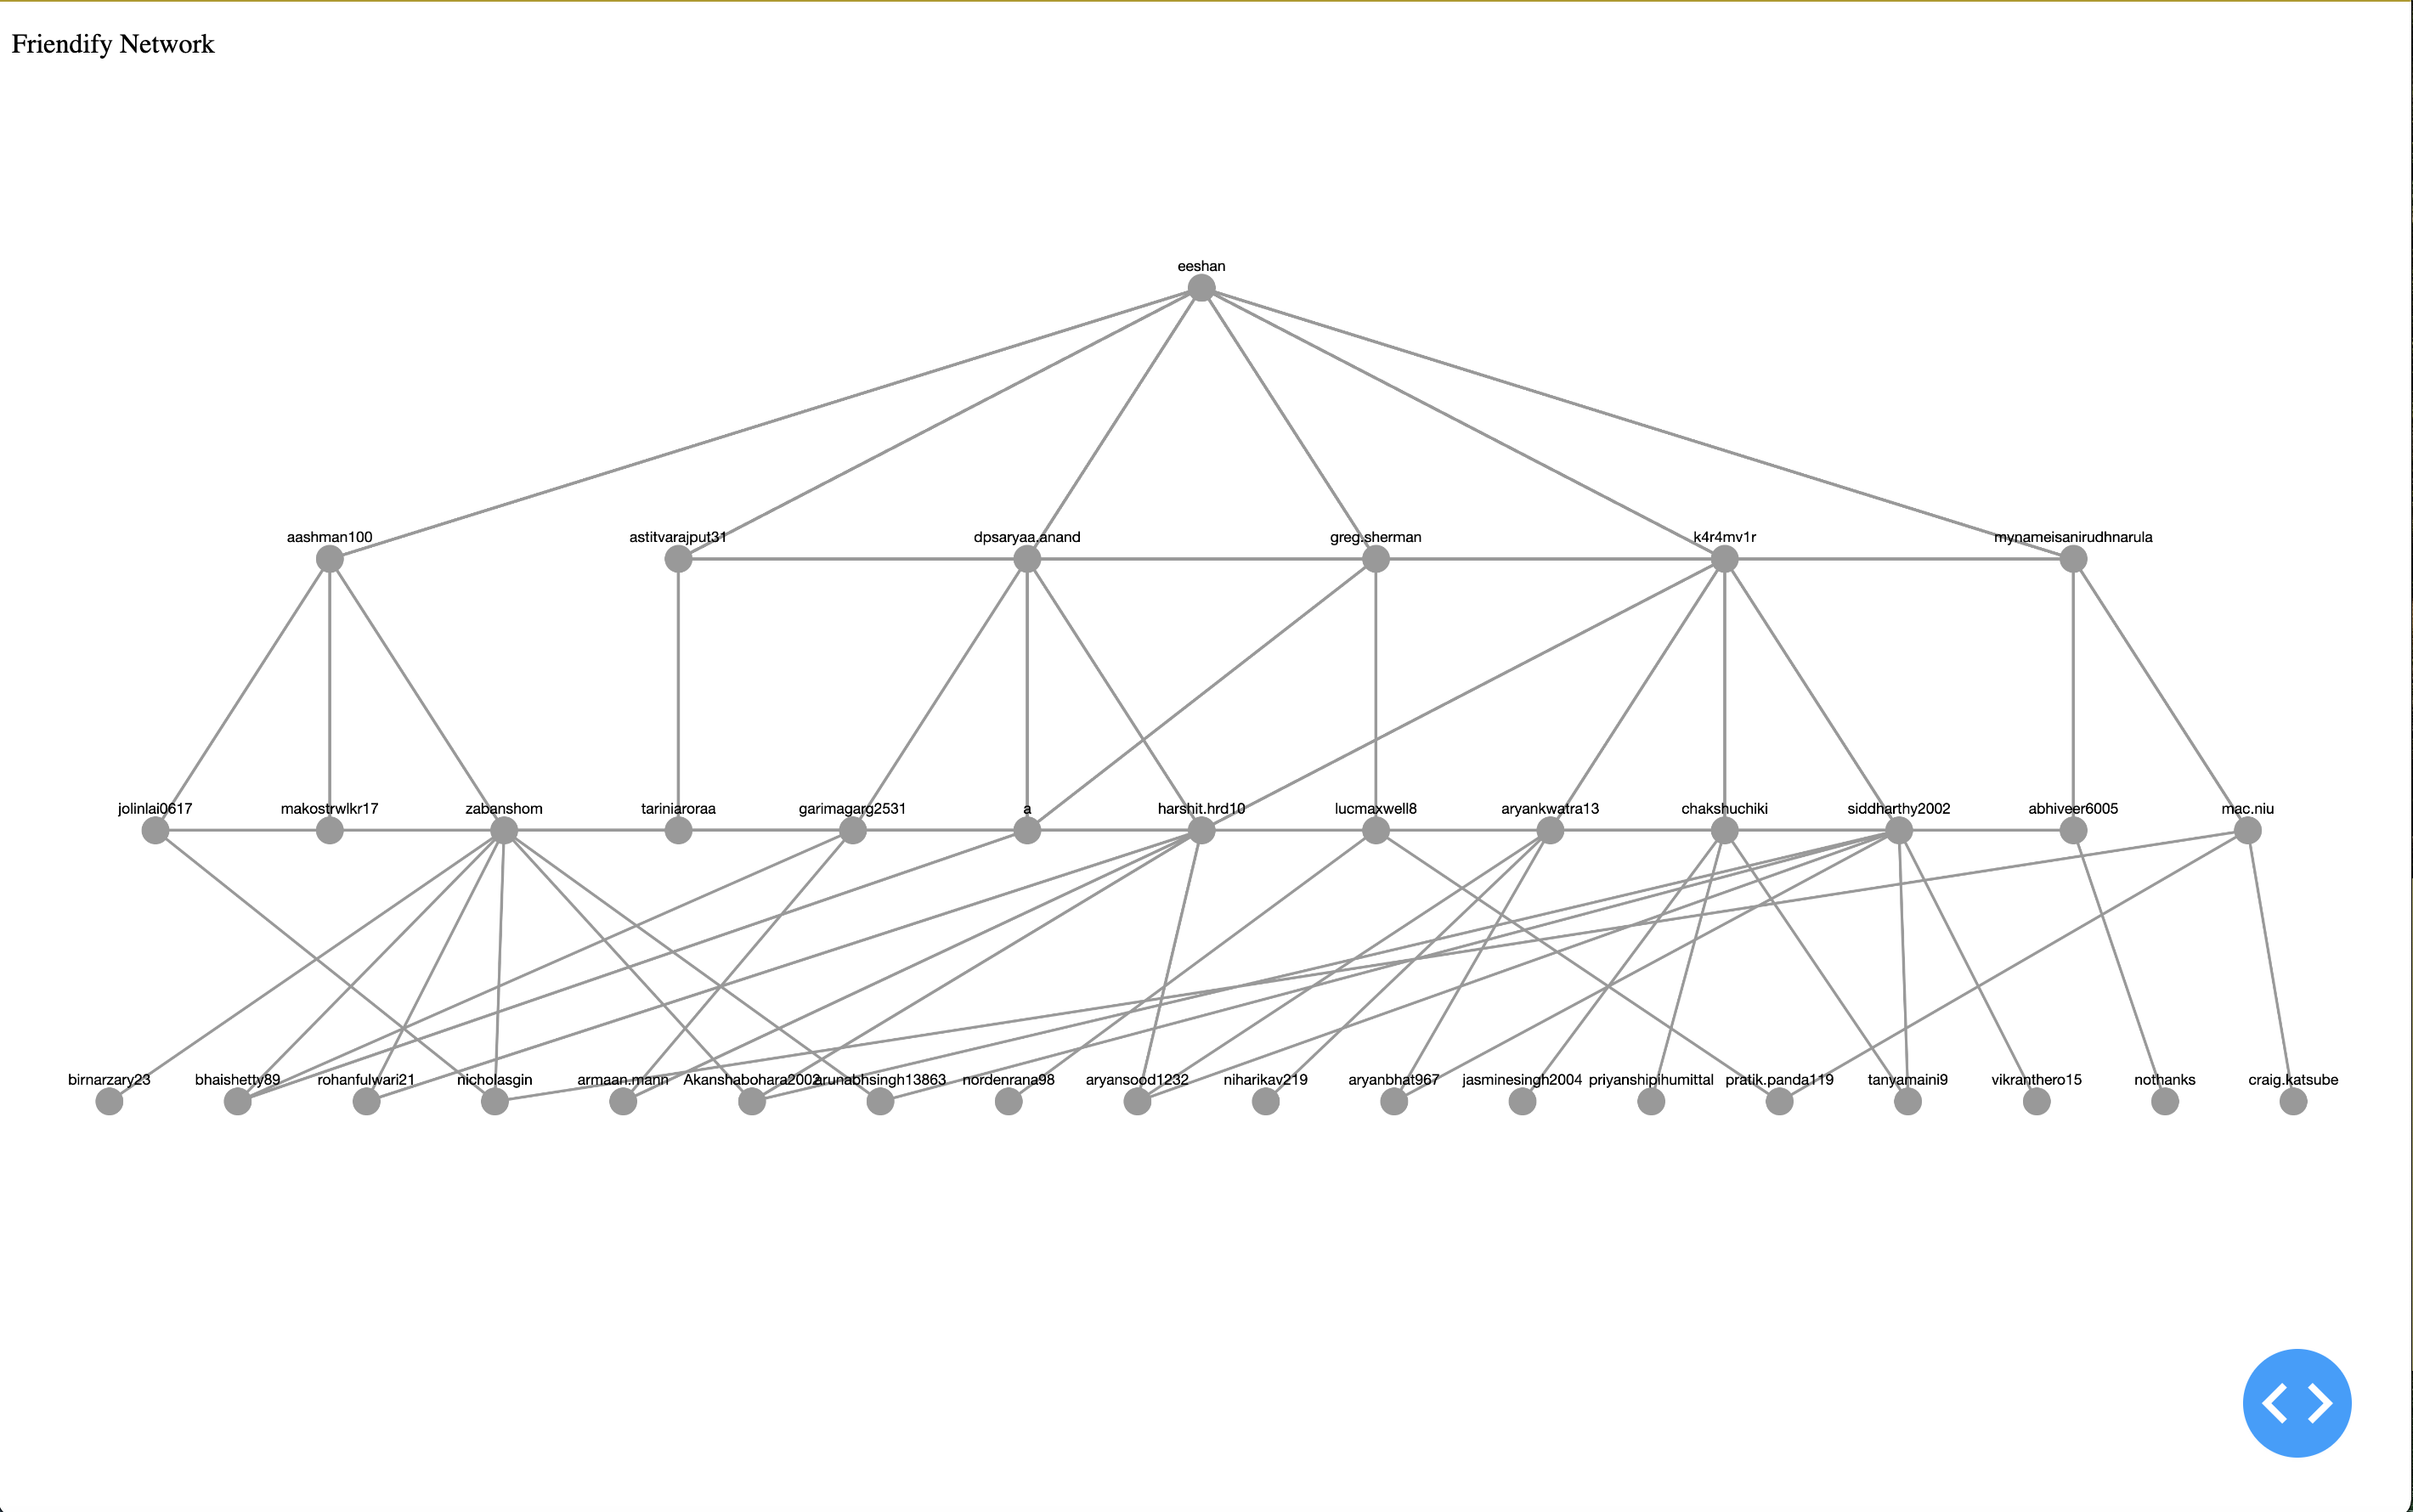 Friendify Network
eeshan
aashman100
astitvarajput31
dpsaryaa.anand
greg.sherman
k4r4mv1r
mynameisanirudhnarula
jolinlai0617
makostrwlkr17
zabanshom
tariniaroraa
garimagarg2531
a
harshit.hrd10
lucmaxwell8
aryankwatra13
chakshuchiki
siddharthy2002
abhiveer6005
mac.niu
birnarzary23
bhaishetty89
rohanfulwari21
nicholasgin
armaan.mann
Akanshabohara2002
arunabhsingh13863
nordenrana98
aryansood1232
niharikav219
aryanbhat967
jasminesingh2004
priyanshipihumittal
pratik.panda119
tanyamaini9
vikranthero15
nothanks
craig.katsube